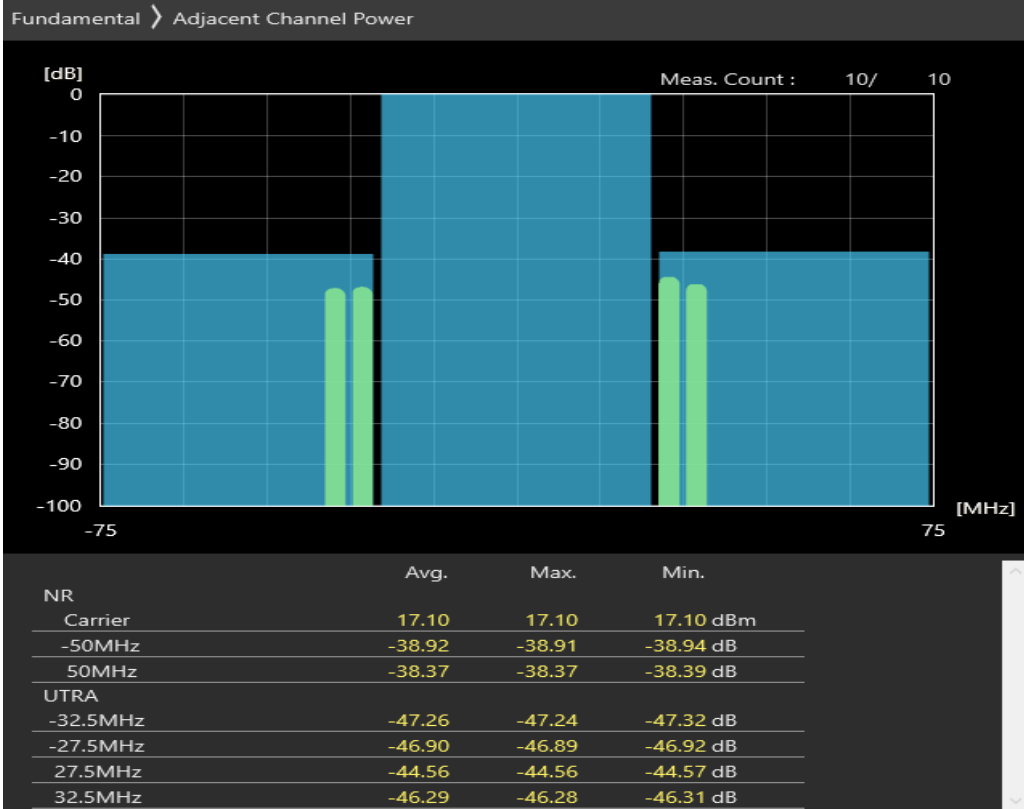 Fundamental 〉 Adjacent Channel Power
[dB]
Meas. Count : 10/ 10
0
-10
-20
-30
-40
-50
-60
-70
-80
-90
-100
[MHz]
-75 75
Avg. Max. Min.
NR
Carrier 17.10 17.10 17.10 dBm
-50MHz -38.92 -38.91 -38.94 dB
50MHz -38.37 -38.37 -38.39 dB
UTRA
-32.5MHz -47.26 -47.24 -47.32 dB
-27.5MHz -46.90 -46.89 -46.92 dB
27.5MHz -44.56 -44.56 -44.57 dB
32.5MHz -46.29 -46.28 -46.31 dB